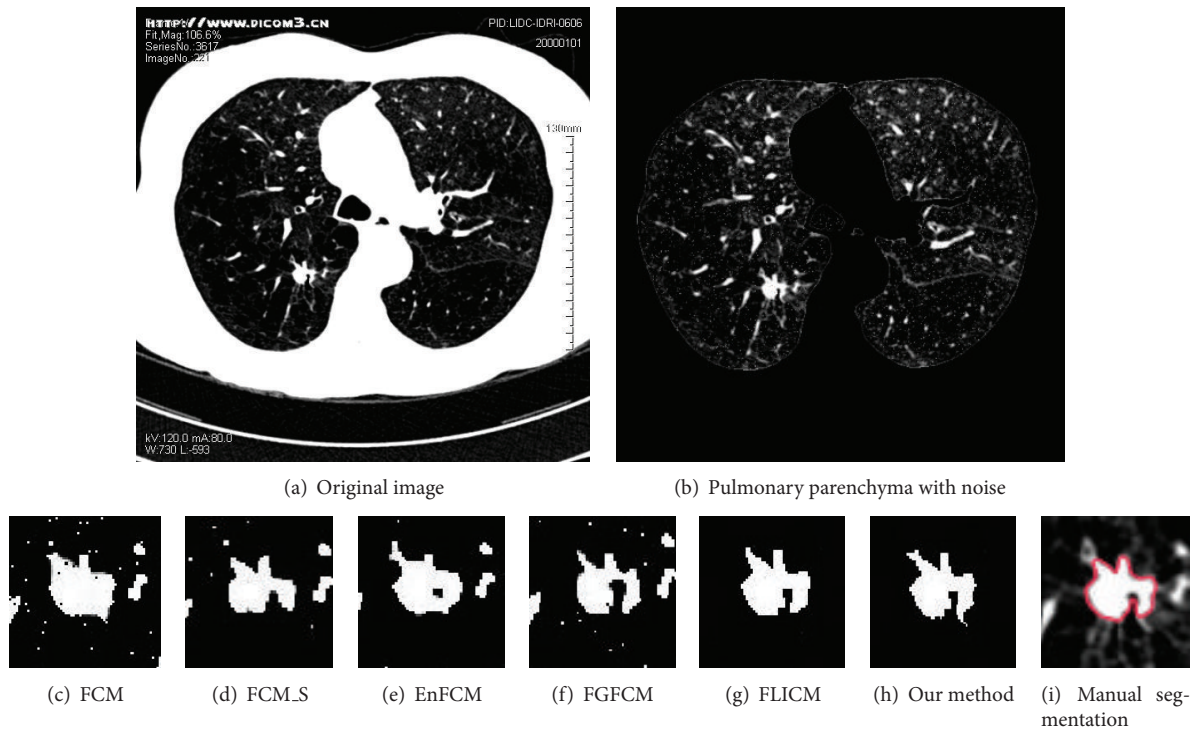 HTTP://WWW.DICOM3.CN
Fit,Mag:106.6%
SeriesNo.:3617
ImageNo.:221
PID:LIDC-IDRI-0606
20000101
130mm
kV:120.0 mA:80.0
W:730 L:-593
(a) Original image
(b) Pulmonary parenchyma with noise
(c) FCM
(d) FCM_S
(e) EnFCM
(f) FGFCM
(g) FLICM
(h) Our method
(i) Manual seg-
mentation